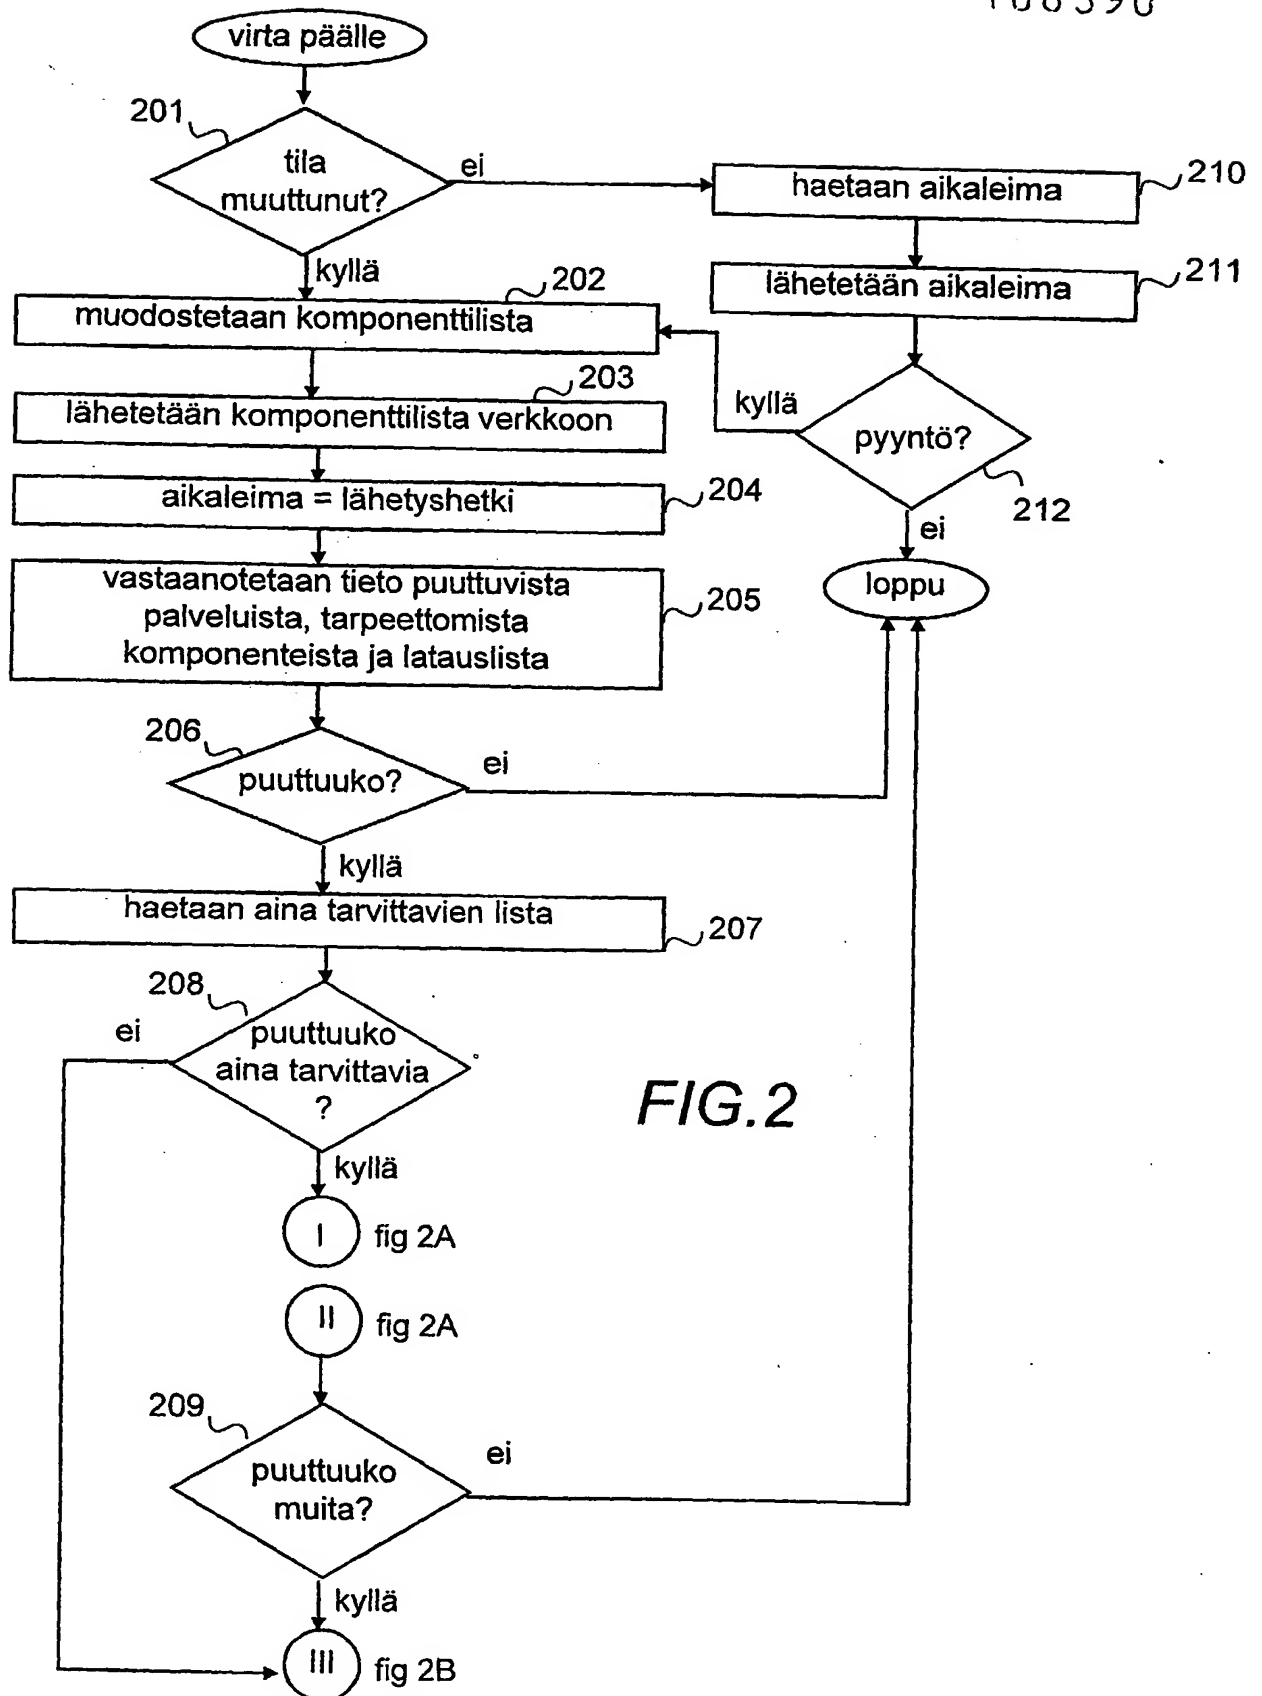 virta päälle
201
tila
muuttunut?
ei
kyllä
haetaan aikaleima
210
lähetetään aikaleima
211
muodostetaan komponenttilista
202
lähetetään komponenttilista verkkoon
203
kyllä
pyyntö?
212
ei
loppu
aikaleima = lähetyshetki
204
vastaanotetaan tieto puuttuvista
palveluista, tarpeettomista
komponenteista ja latauslista
205
206
puuttuuko?
ei
kyllä
haetaan aina tarvittavien lista
207
208
ei
puuttuuko
aina tarvittavia
?
kyllä
FIG.2
I
fig 2A
II
fig 2A
209
puuttuuko
muita?
ei
kyllä
III
fig 2B